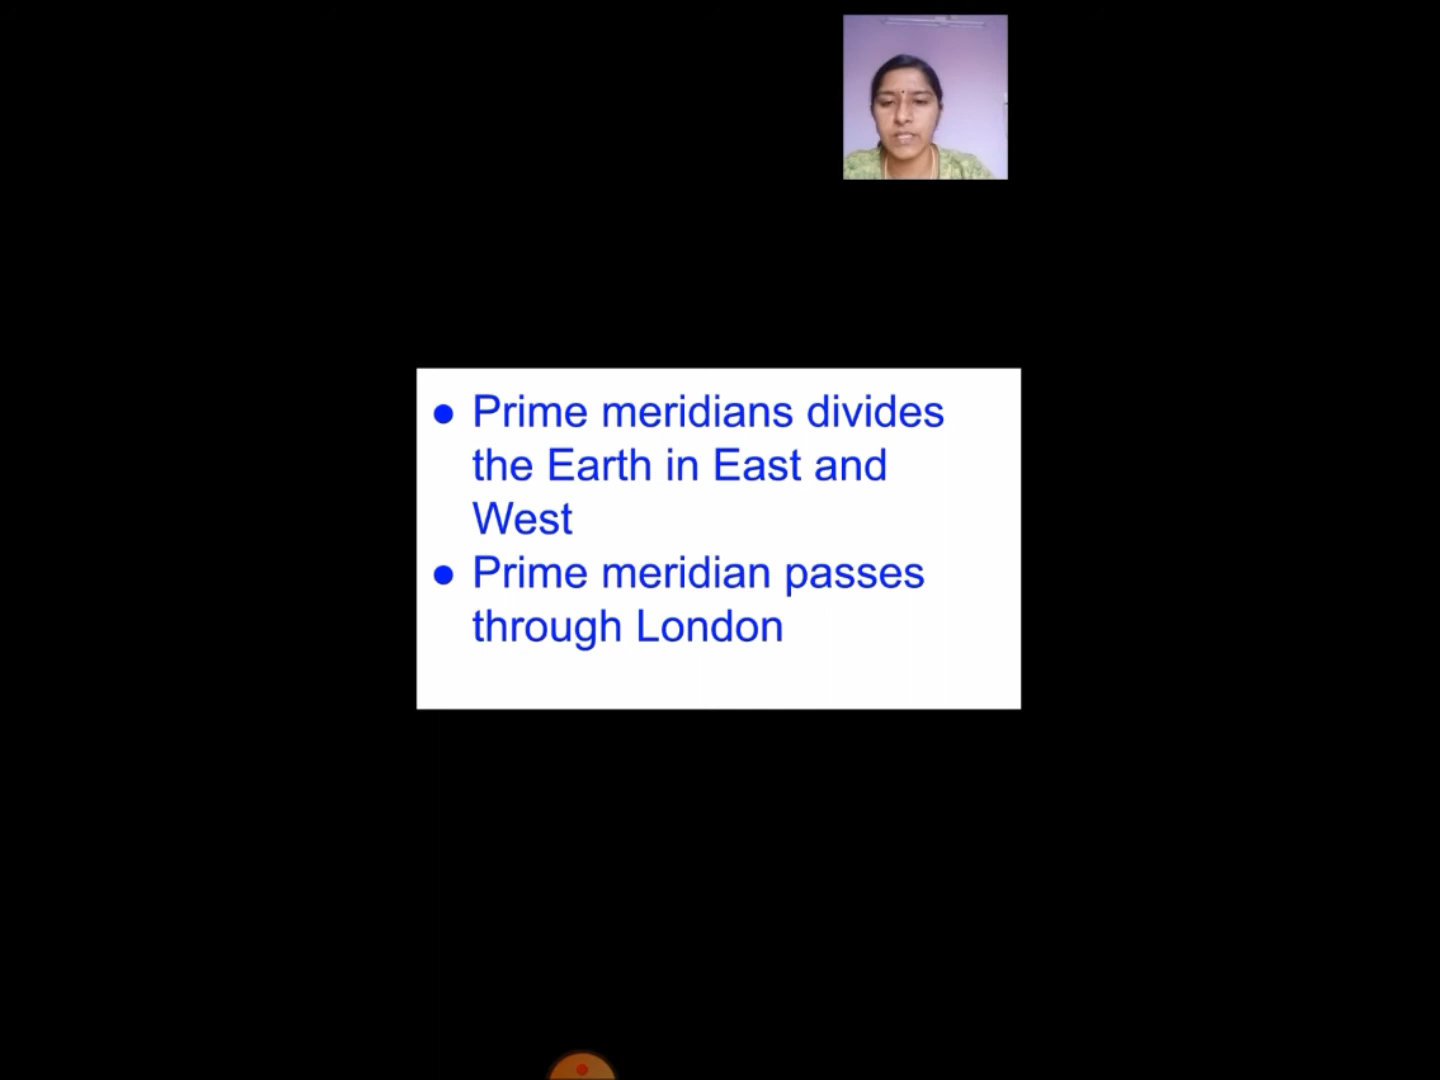 ● Prime meridians divides
the Earth in East and
West
● Prime meridian passes
through London